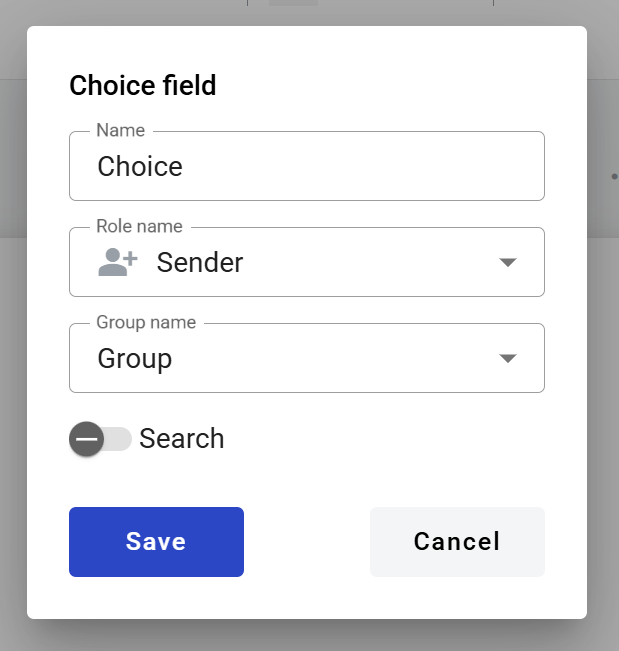 Choice field
Name
Choice
Role name
Sender
Group name
Group
Search
Save
Cancel